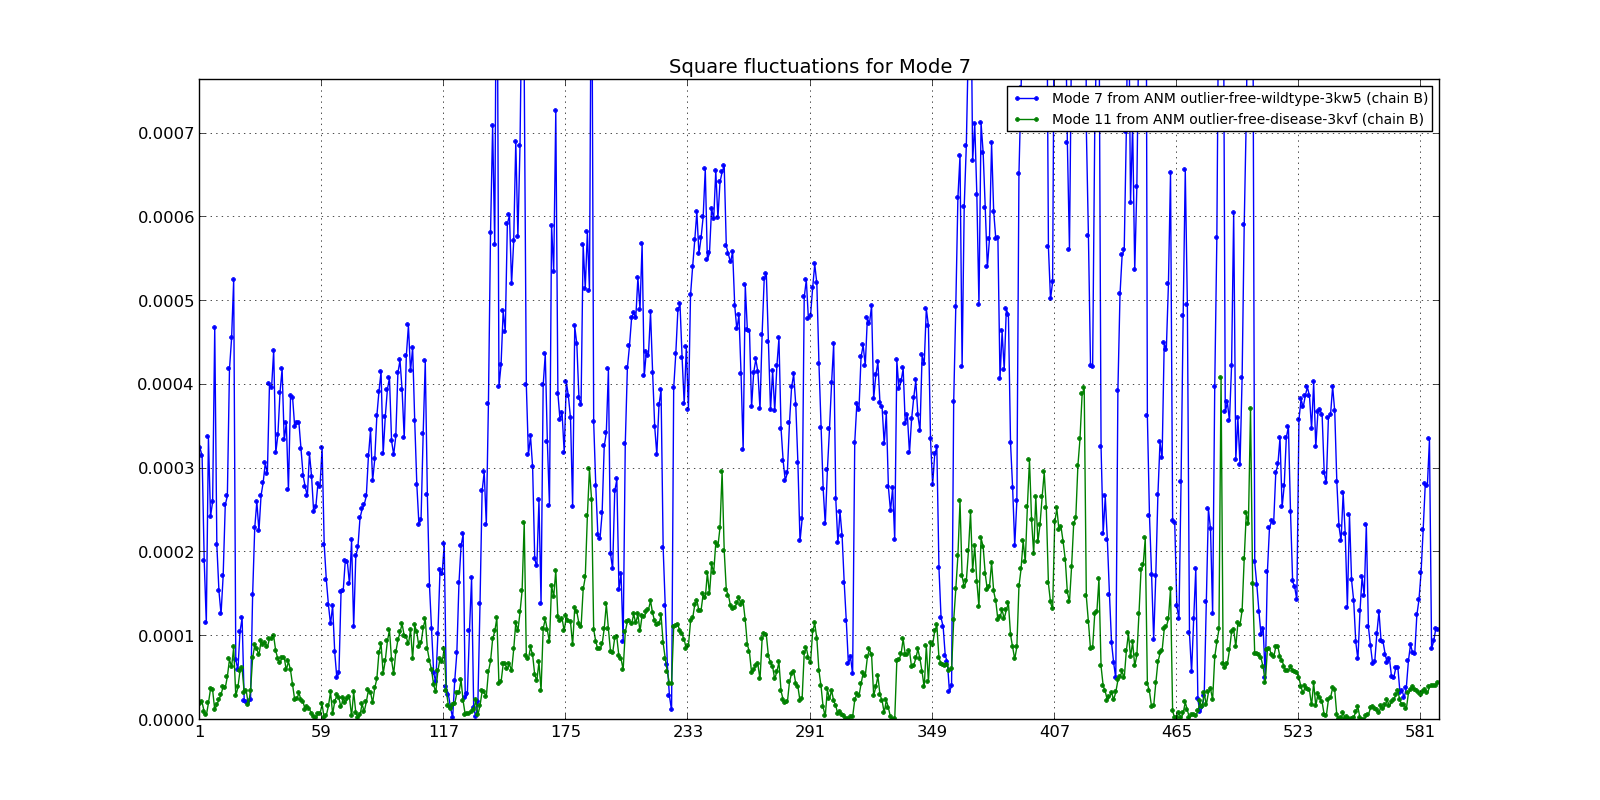 Square fluctuations for Mode 7
Mode 7 from ANM outlier-free-wildtype-3kw5 (chain B)
Mode 11 from ANM outlier-free-disease-3kvf (chain B)
0.0007
0.0006
0.0005
0.0004
0.0003
0.0002
0.0001
0.0000
1 59 117 175 233 291 349 407 465 523 581